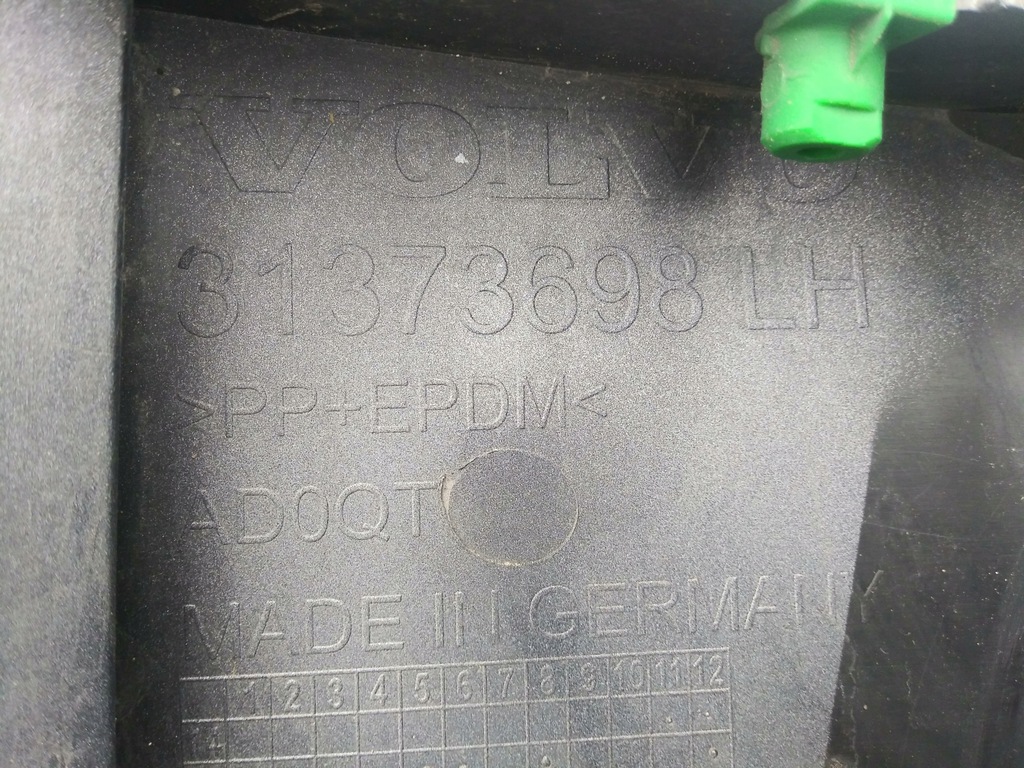 VOLVO
31373698 LH
>PP+EPDM<
AD0QT
MADE IN GERMANY
1 2 3 4 5 6 7 8 9 10 11 12
14